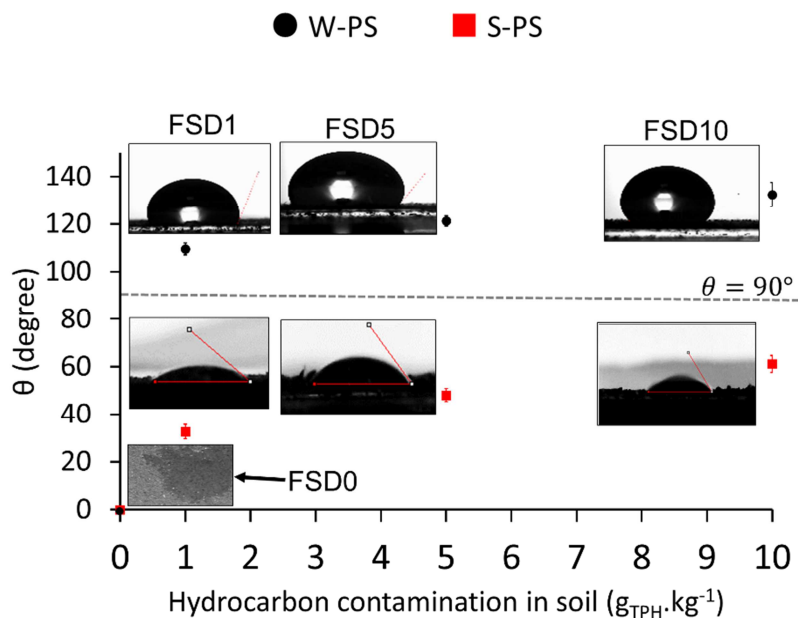 W-PS S-PS
FSD1 FSD5 FSD10
140
120
100
80
60
40
20
0
θ (degree)
θ = 90°
FSD0
0 1 2 3 4 5 6 7 8 9 10
Hydrocarbon contamination in soil (g_TPH.kg⁻¹)